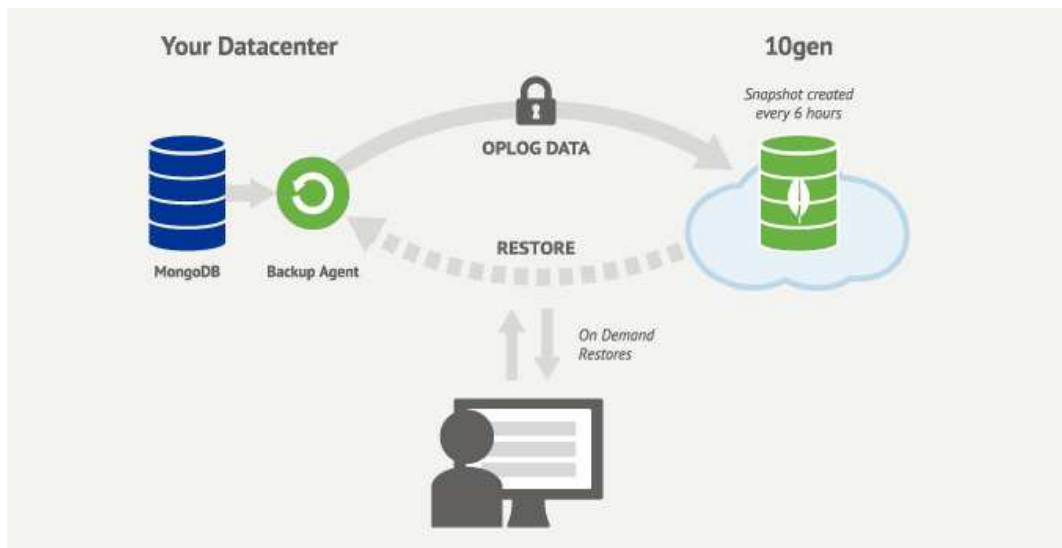 Your Datacenter
10gen
Snapshot created
every 6 hours
OPLOG DATA
RESTORE
MongoDB
Backup Agent
On Demand
Restores